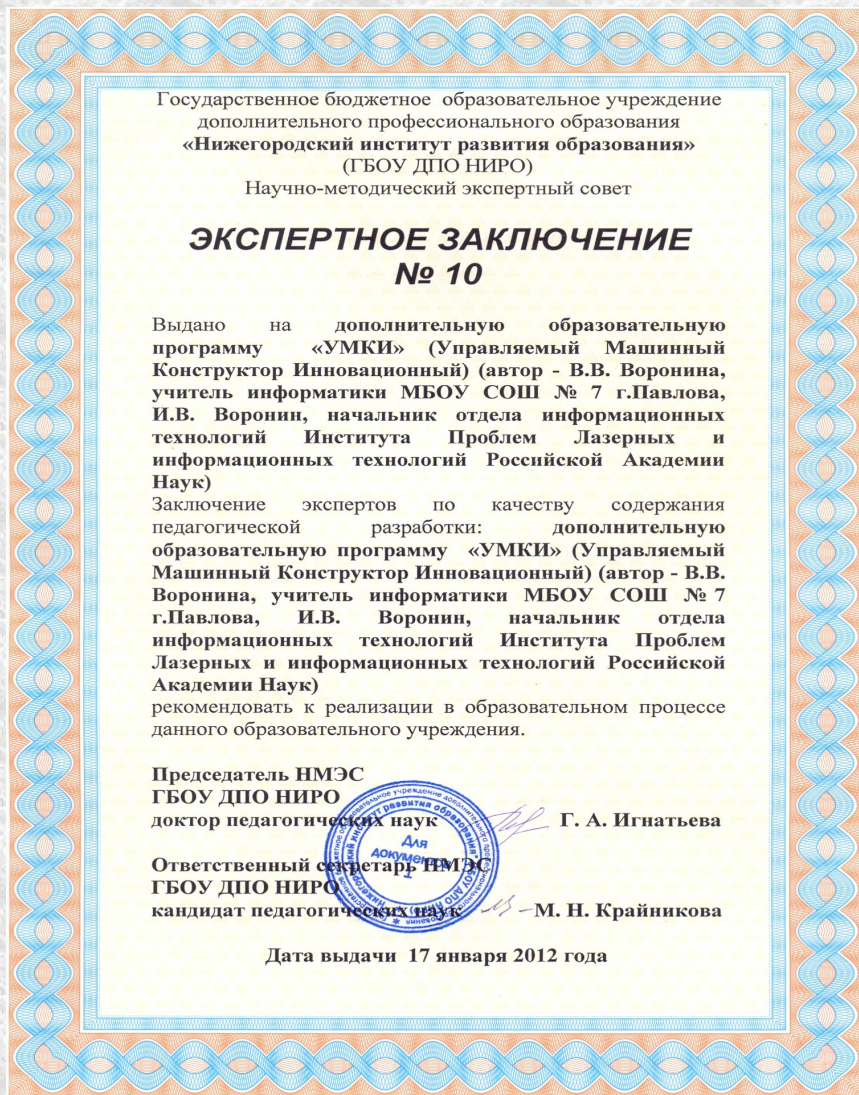 Государственное бюджетное образовательное учреждение
дополнительного профессионального образования
«Нижегородский институт развития образования»
(ГБОУ ДПО НИРО)
Научно-методический экспертный совет
ЭКСПЕРТНОЕ ЗАКЛЮЧЕНИЕ
№ 10
Выдано на дополнительную образовательную
программу «УМКИ» (Управляемый Машинный
Конструктор Инновационный) (автор - В.В. Воронина,
учитель информатики МБОУ СОШ № 7 г.Павлова,
И.В. Воронин, начальник отдела информационных
технологий Института Проблем Лазерных и
информационных технологий Российской Академии
Наук)
Заключение экспертов по качеству содержания
педагогической разработки: дополнительную
образовательную программу «УМКИ» (Управляемый
Машинный Конструктор Инновационный) (автор - В.В.
Воронина, учитель информатики МБОУ СОШ № 7
г.Павлова, И.В. Воронин, начальник отдела
информационных технологий Института Проблем
Лазерных и информационных технологий Российской
Академии Наук)
рекомендовать к реализации в образовательном процессе
данного образовательного учреждения.
Председатель НМЭС
ГБОУ ДПО НИРО
доктор педагогических наук Г. А. Игнатьева
Для
документов
1
Ответственный секретарь НМЭС
ГБОУ ДПО НИРО
кандидат педагогических наук М. Н. Крайникова
Дата выдачи 17 января 2012 года